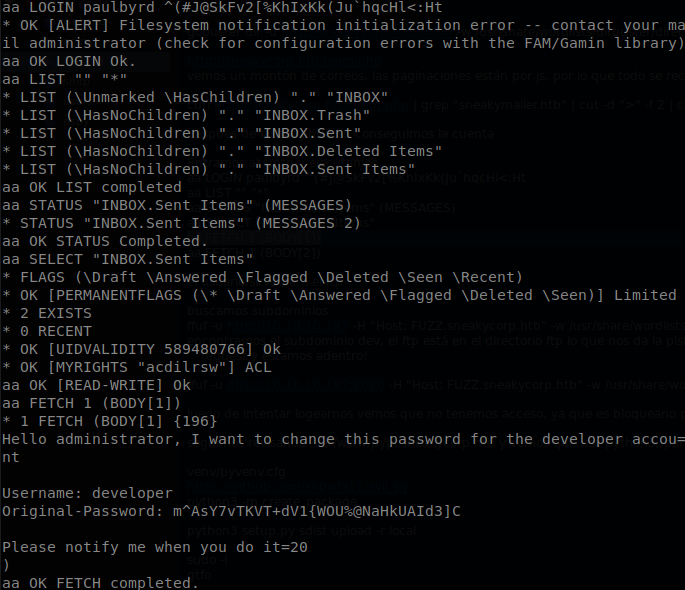 aa LOGIN paulbyrd ^(#J@SkFv2[%KhIxKk(Ju`hqcHl<:Ht
* OK [ALERT] Filesystem notification initialization error -- contact your ma
il administrator (check for configuration errors with the FAM/Gamin library)
aa OK LOGIN Ok.
aa LIST "" "*"
* LIST (\Unmarked \HasChildren) "." "INBOX"
* LIST (\HasNoChildren) "." "INBOX.Trash"
* LIST (\HasNoChildren) "." "INBOX.Sent"
* LIST (\HasNoChildren) "." "INBOX.Deleted Items"
* LIST (\HasNoChildren) "." "INBOX.Sent Items"
aa OK LIST completed
aa STATUS "INBOX.Sent Items" (MESSAGES)
* STATUS "INBOX.Sent Items" (MESSAGES 2)
aa OK STATUS Completed.
aa SELECT "INBOX.Sent Items"
* FLAGS (\Draft \Answered \Flagged \Deleted \Seen \Recent)
* OK [PERMANENTFLAGS (\* \Draft \Answered \Flagged \Deleted \Seen)] Limited
* 2 EXISTS
* 0 RECENT
* OK [UIDVALIDITY 589480766] Ok
* OK [MYRIGHTS "acdilrsw"] ACL
aa OK [READ-WRITE] Ok
aa FETCH 1 (BODY[1])
* 1 FETCH (BODY[1] {196}
Hello administrator, I want to change this password for the developer accou=
nt

Username: developer
Original-Password: m^AsY7vTKVT+dV1{WOU%@NaHkUAId3]C

Please notify me when you do it=20
)
aa OK FETCH completed.